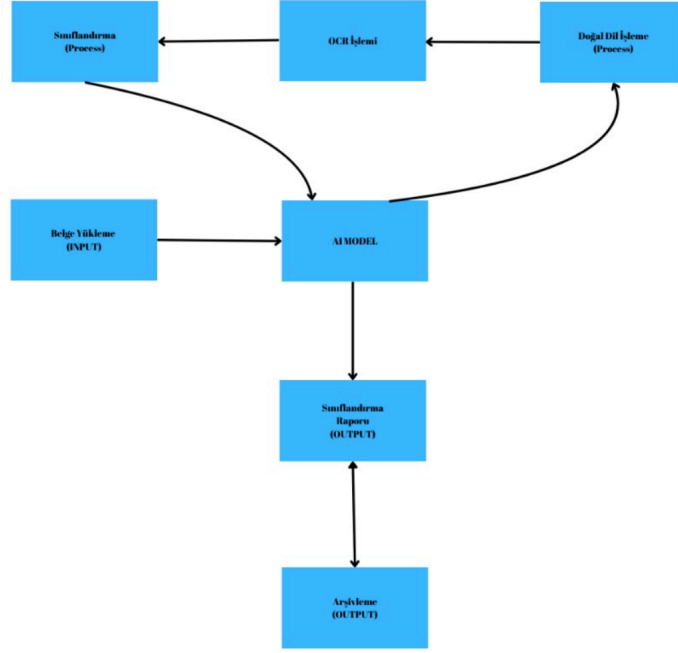 Sınıflandırma
(Process)
OCR İşlemi
Doğal Dil İşleme
(Process)
Belge Yükleme
(INPUT)
AI MODEL
Sınıflandırma
Raporu
(OUTPUT)
Arşivleme
(OUTPUT)